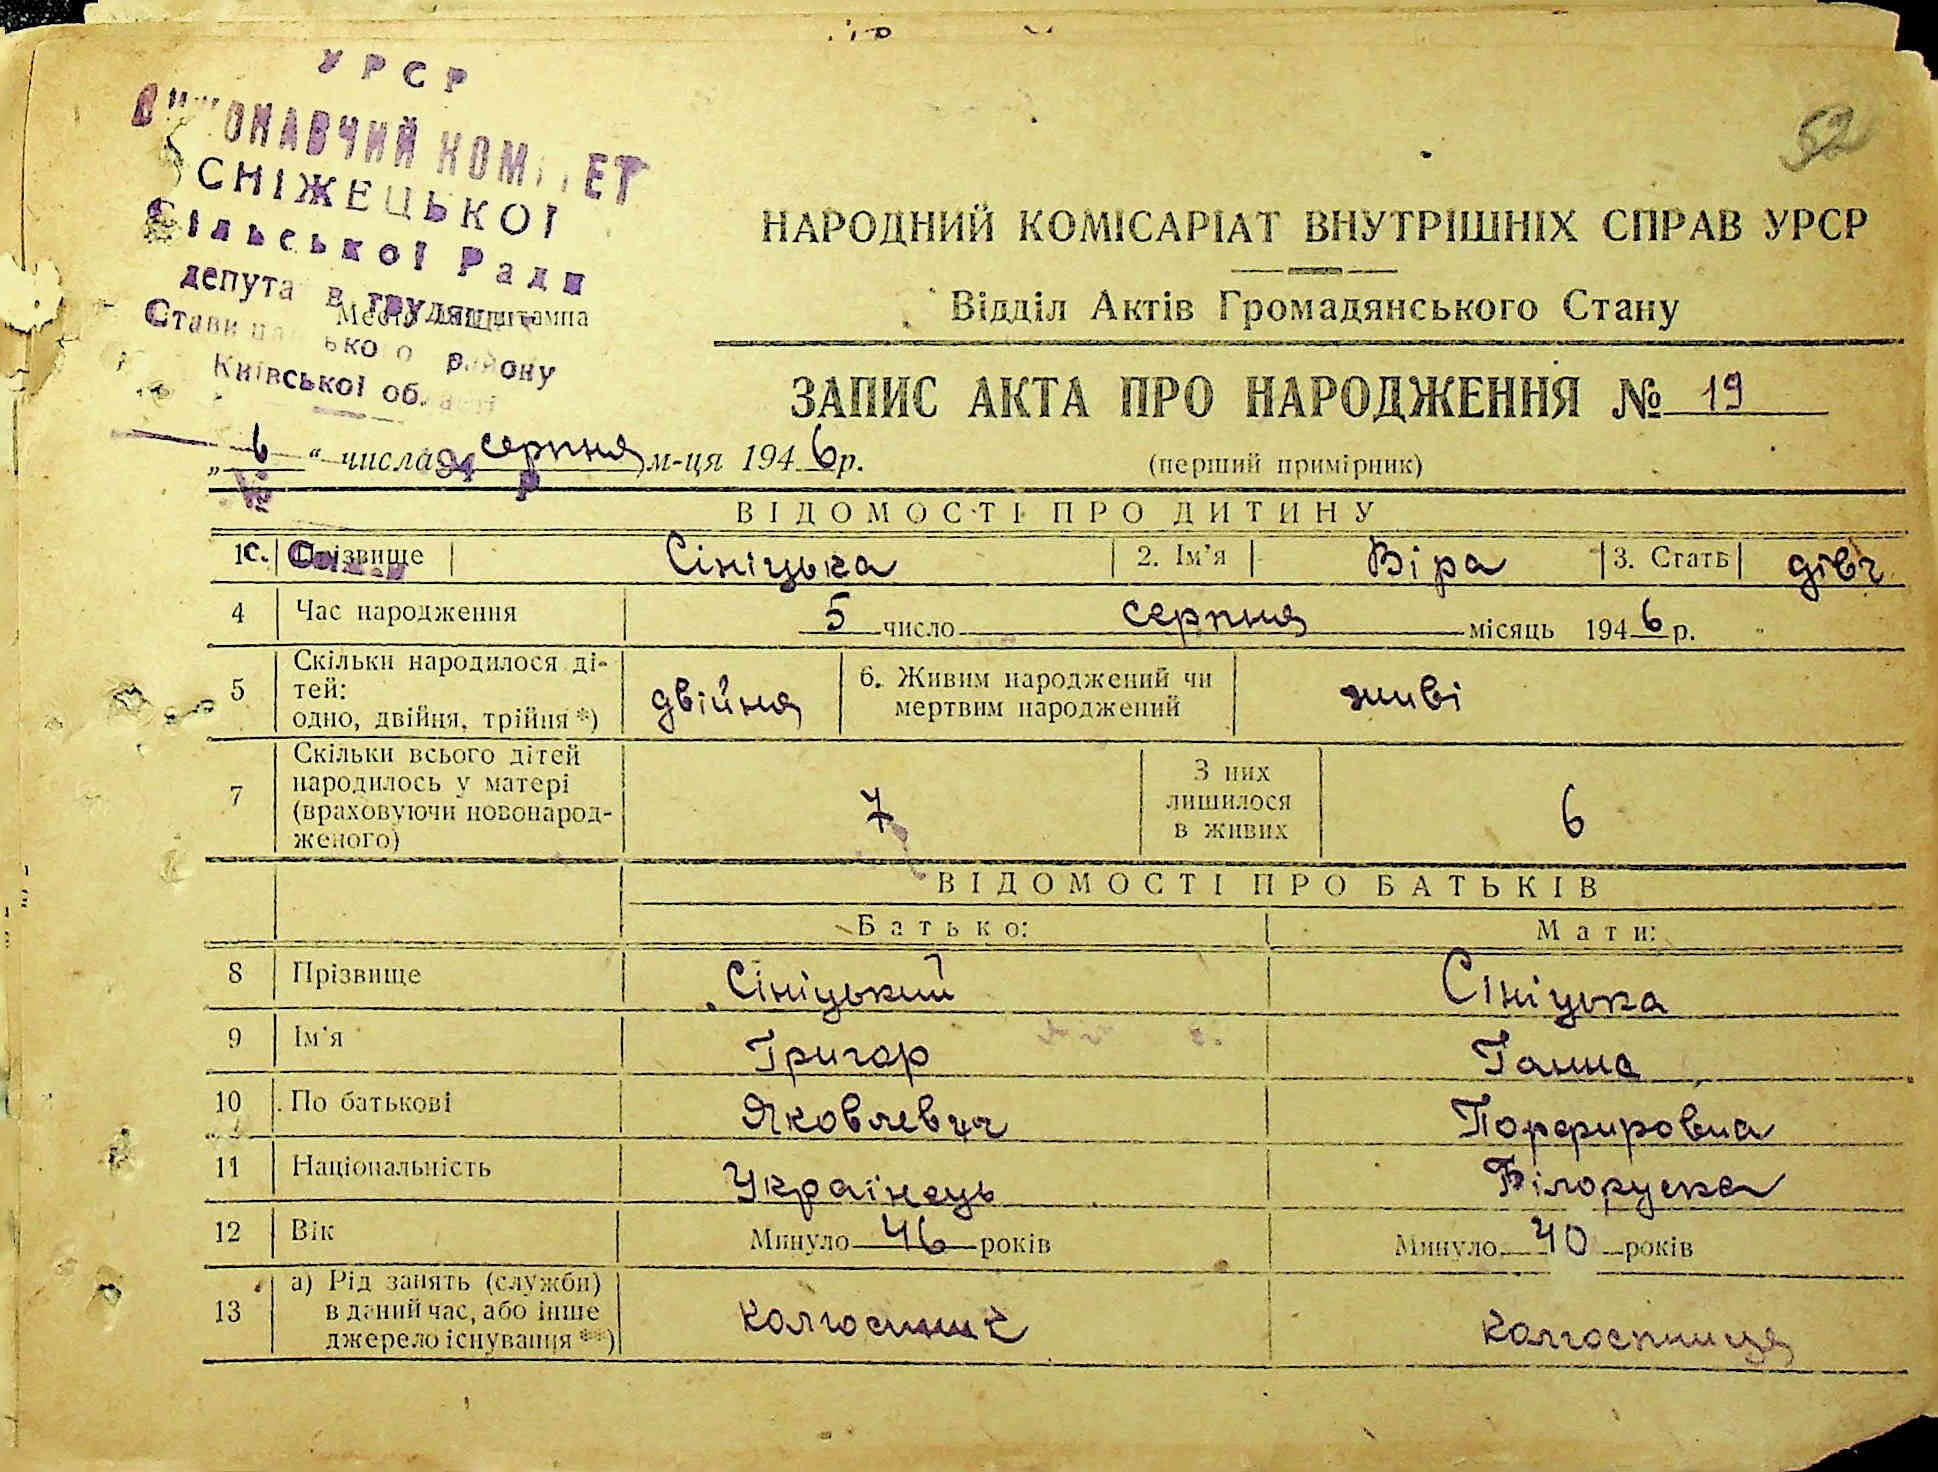 52
УРСР
ВИКОНАВЧИЙ КОМІТЕТ
СНІЖЕЦЬКОЇ
Сільської Ради
депутатів трудящих
Місце для штампа
Ставищанського району
Київської області
НАРОДНИЙ КОМІСАРІАТ ВНУТРІШНІХ СПРАВ УРСР
Відділ Актів Громадянського Стану
ЗАПИС АКТА ПРО НАРОДЖЕННЯ № 19
„ 6 “ числа серпня м-ця 1946 р.
(перший примірник)
ВІДОМОСТІ ПРО ДИТИНУ
1 Прізвище Сініцька 2. Ім’я Віра 3. Стать дівч
4 Час народження 5 число серпня місяць 1946 р.
5 Скільки народилося ді-
тей:
одно, двійня, трійня *) двійня 6. Живим народжений чи
мертвим народжений живі
7 Скільки всього дітей
народилось у матері
(враховуючи новонарод-
женого) 7 З них
лишилося
в живих 6
ВІДОМОСТІ ПРО БАТЬКІВ
Батько: Мати:
8 Прізвище Сініцький Сініцька
9 Ім’я Григор Ганна
10 По батькові Яковлевич Порфировна
11 Національність Українець Білоруска
12 Вік Минуло 46 років Минуло 40 років
13 а) Рід занять (служби)
в даний час, або інше
джерело існування **) колгоспник колгоспниця